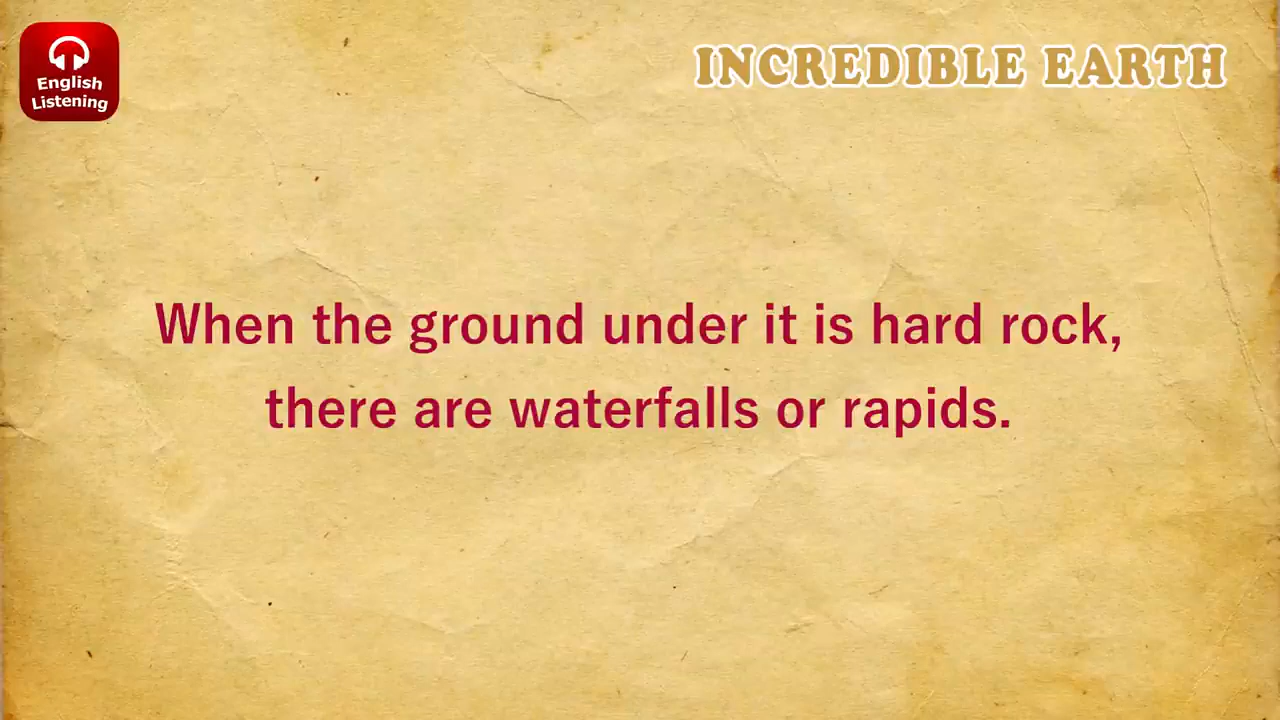 English
Listening
INCREDIBLE EARTH
When the ground under it is hard rock,
there are waterfalls or rapids.